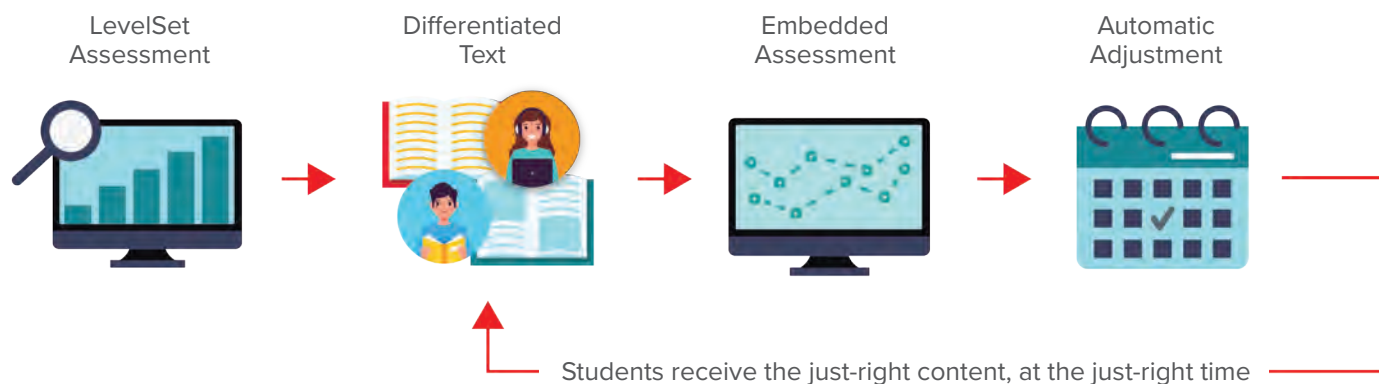 LevelSet
Assessment
Differentiated
Text
Embedded
Assessment
Automatic
Adjustment
Students receive the just-right content, at the just-right time